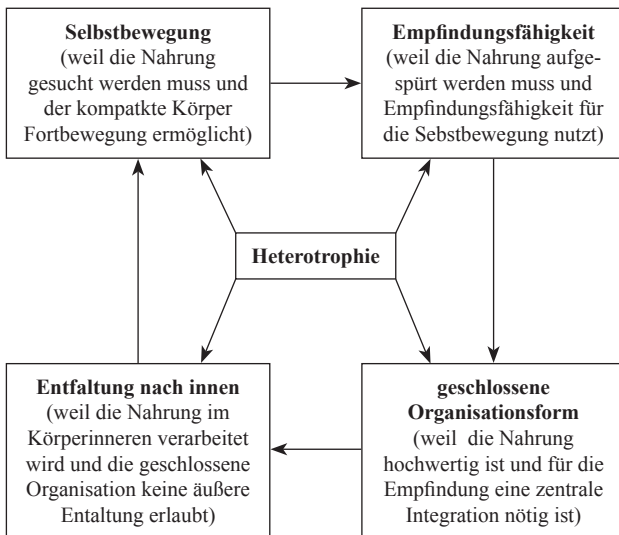 Selbstbewegung
(weil die Nahrung
gesucht werden muss und
der kompatkte Körper
Fortbewegung ermöglicht)
Empfindungsfähigkeit
(weil die Nahrung aufge-
spürt werden muss und
Empfindungsfähigkeit für
die Sebstbewegung nutzt)
Heterotrophie
Entfaltung nach innen
(weil die Nahrung im
Körperinneren verarbeitet
wird und die geschlossene
Organisation keine äußere
Entaltung erlaubt)
geschlossene
Organisationsform
(weil die Nahrung
hochwertig ist und für die
Empfindung eine zentrale
Integration nötig ist)